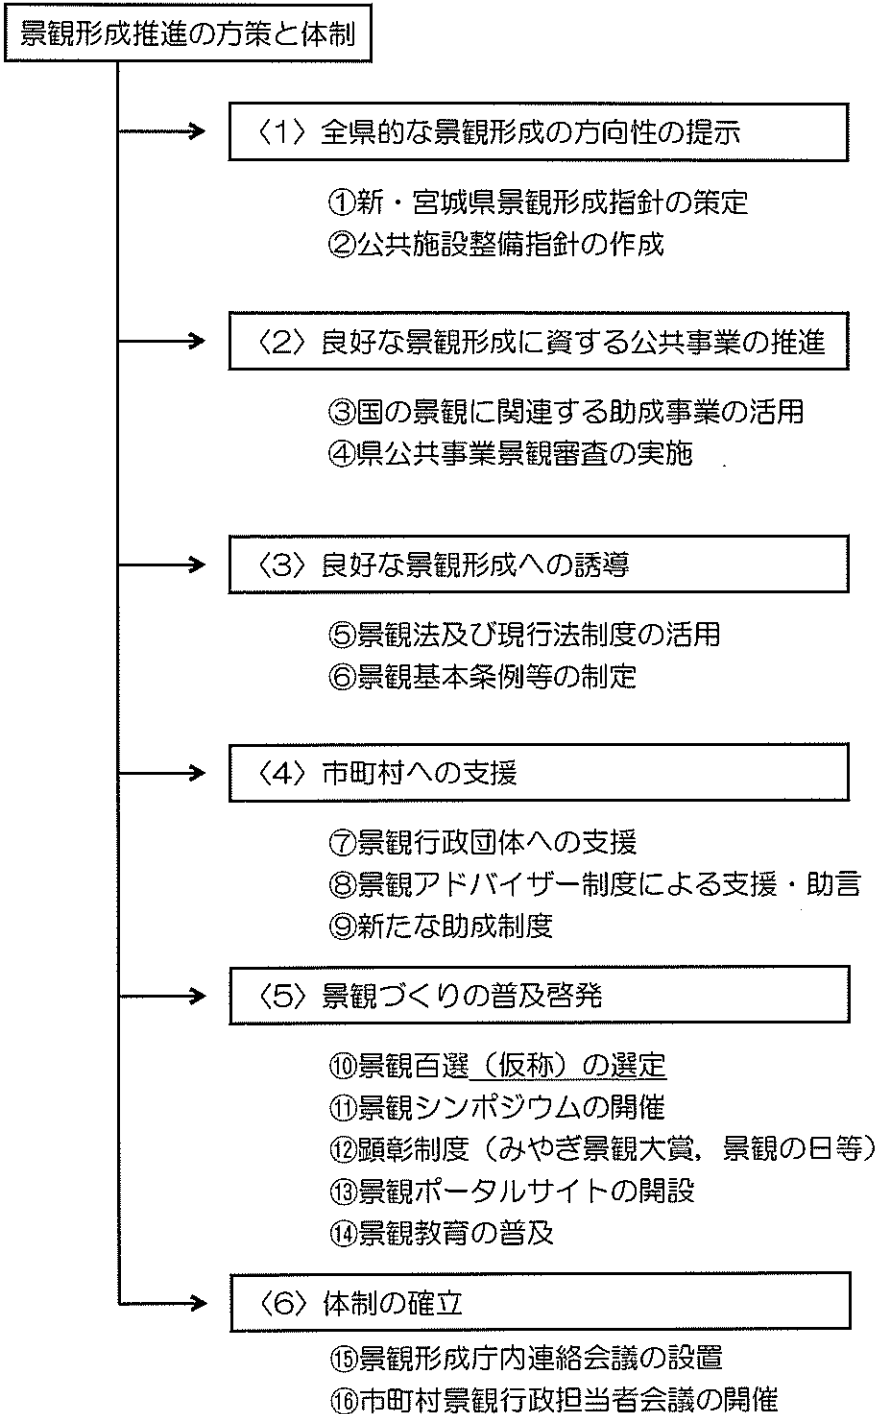 景観形成推進の方策と体制
〈1〉全県的な景観形成の方向性の提示
①新・宮城県景観形成指針の策定
②公共施設整備指針の作成
〈2〉良好な景観形成に資する公共事業の推進
③国の景観に関連する助成事業の活用
④県公共事業景観審査の実施
〈3〉良好な景観形成への誘導
⑤景観法及び現行法制度の活用
⑥景観基本条例等の制定
〈4〉市町村への支援
⑦景観行政団体への支援
⑧景観アドバイザー制度による支援・助言
⑨新たな助成制度
〈5〉景観づくりの普及啓発
⑩景観百選（仮称）の選定
⑪景観シンポジウムの開催
⑫顕彰制度（みやぎ景観大賞，景観の日等）
⑬景観ポータルサイトの開設
⑭景観教育の普及
〈6〉体制の確立
⑮景観形成庁内連絡会議の設置
⑯市町村景観行政担当者会議の開催